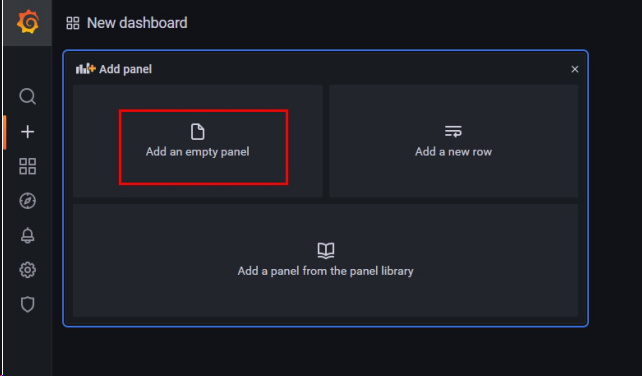 New dashboard
Add panel
Add an empty panel
Add a new row
Add a panel from the panel library